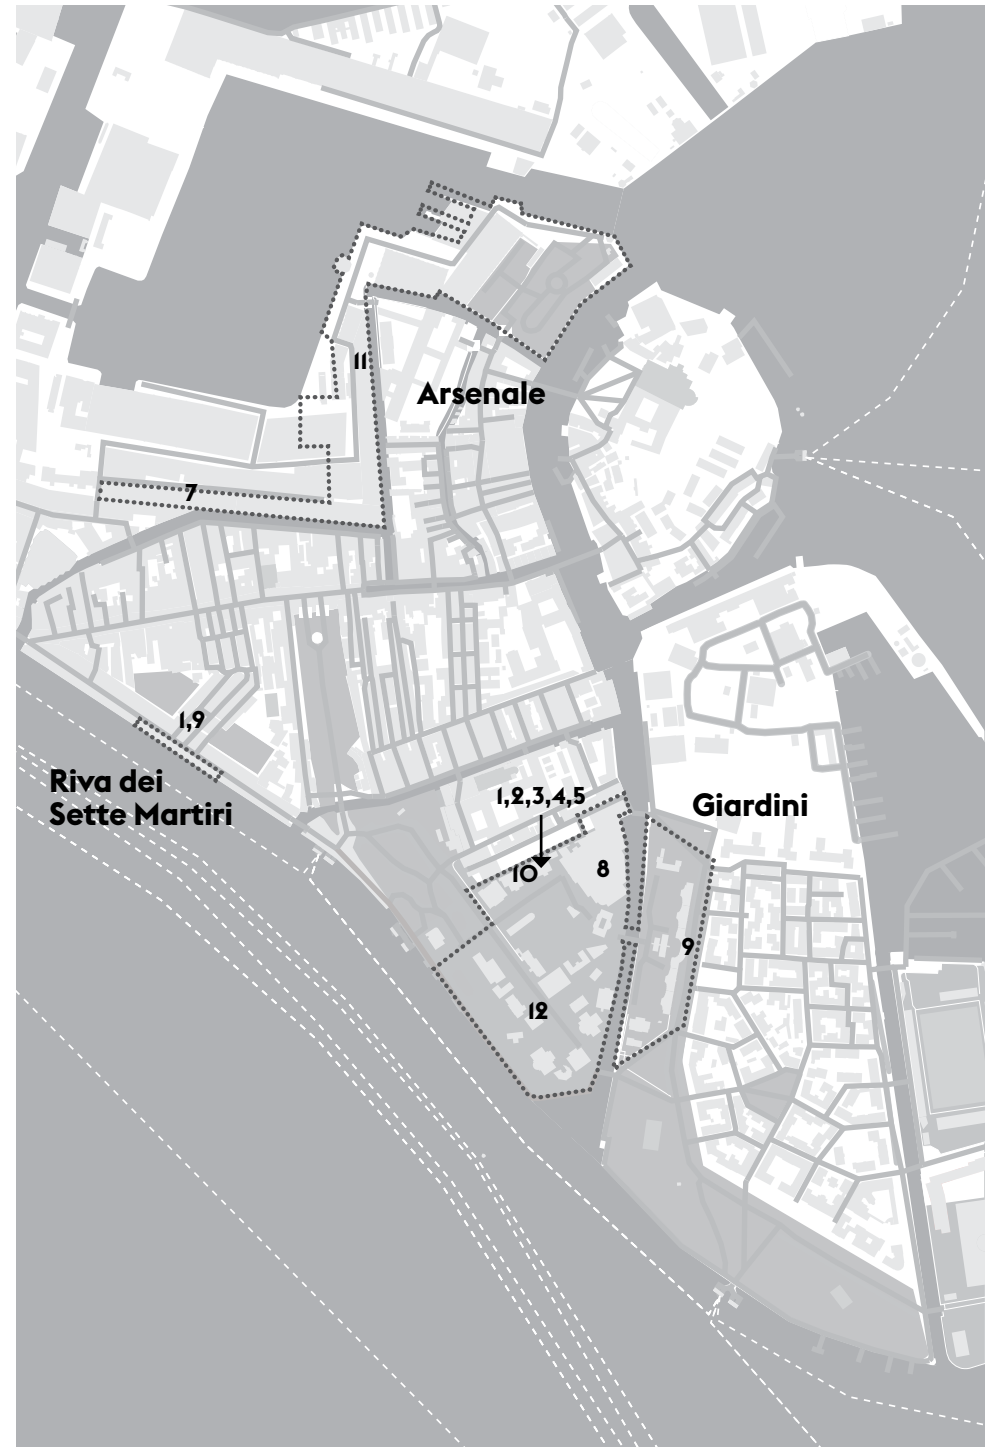 11
Arsenale
7
1,9
Riva dei
Sette Martiri
1,2,3,4,5
Giardini
10
8
9
12